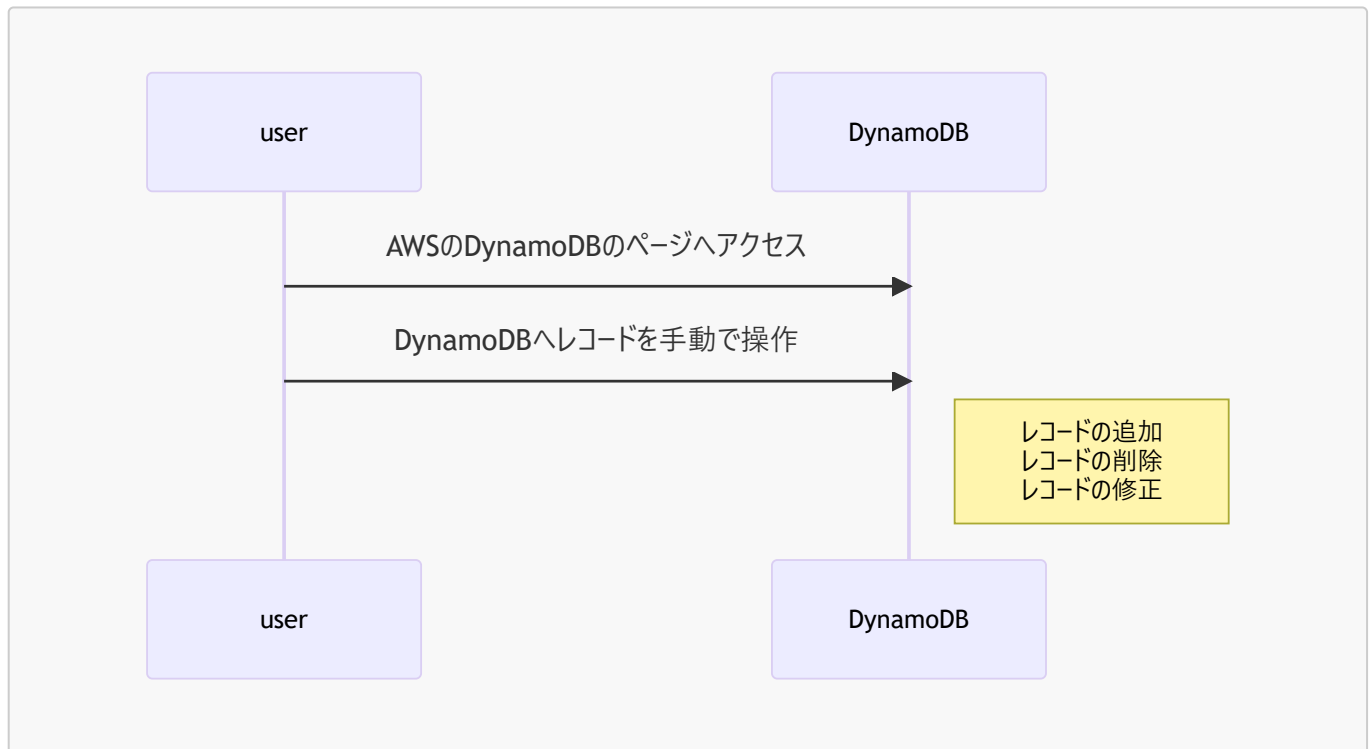 user
DynamoDB
AWSのDynamoDBのページへアクセス
DynamoDBへレコードを手動で操作
レコードの追加
レコードの削除
レコードの修正
user
DynamoDB